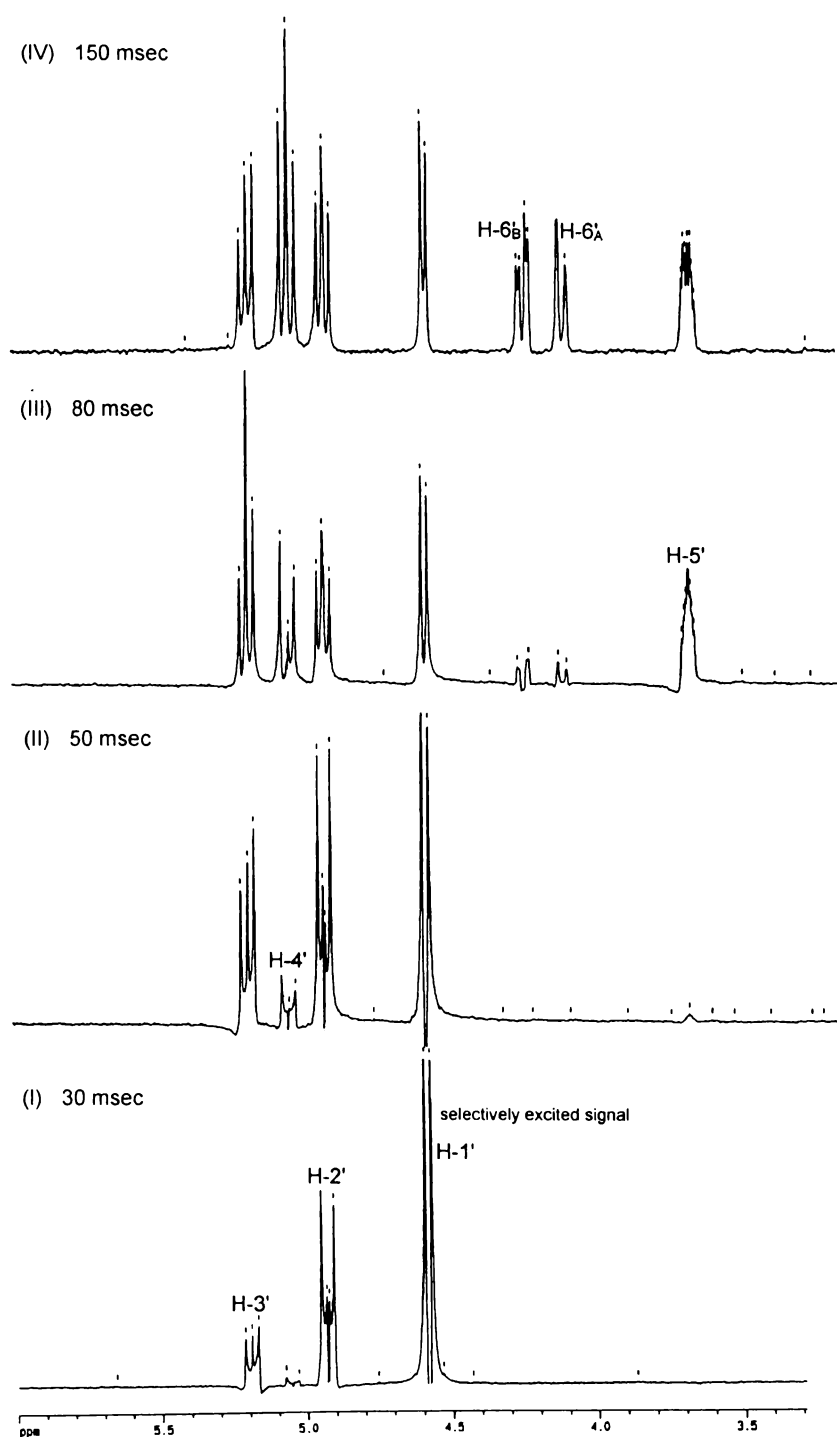 (IV) 150 msec
H-6'B
H-6'A
(III) 80 msec
H-5'
(II) 50 msec
H-4'
(I) 30 msec
selectively excited signal
H-1'
H-2'
H-3'
ppm 5.5 5.0 4.5 4.0 3.5